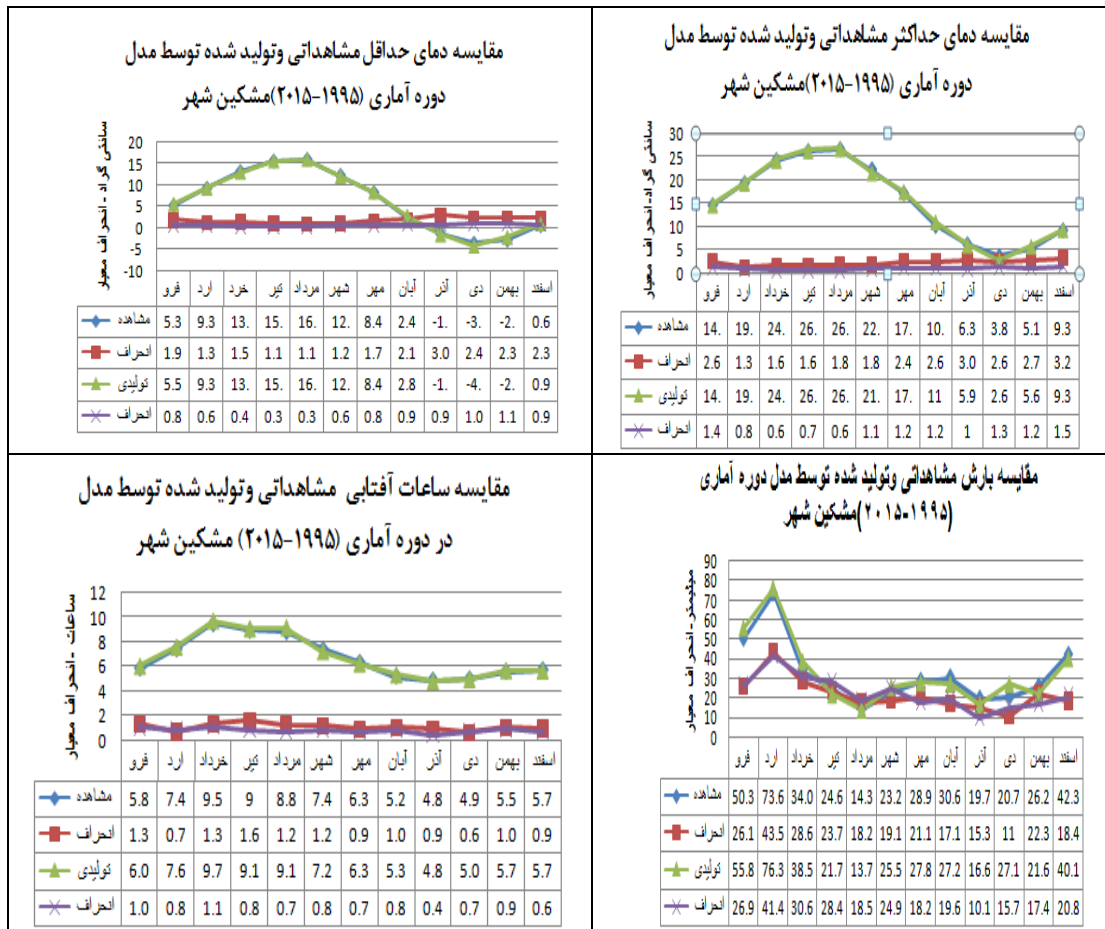 مقایسه دمای حداقل مشاهداتی وتولید شده توسط مدل
دوره آماری (۱۹۹۵-۲۰۱۵)مشکین شهر
سانتی گراد - انحراف معیار
20
15
10
5
0
-5
-10
فرو ارد خرد تیر مرداد شهر مهر آبان آذر دی بهمن اسفند
مشاهده 5.3 9.3 13. 15. 16. 12. 8.4 2.4 -1. -3. -2. 0.6
انحراف 1.9 1.3 1.5 1.1 1.1 1.2 1.7 2.1 3.0 2.4 2.3 2.3
تولیدی 5.5 9.3 13. 15. 16. 12. 8.4 2.8 -1. -4. -2. 0.9
انحراف 0.8 0.6 0.4 0.3 0.3 0.6 0.8 0.9 0.9 1.0 1.1 0.9
مقایسه دمای حداکثر مشاهداتی وتولید شده توسط مدل
دوره آماری (۱۹۹۵-۲۰۱۵)مشکین شهر
سانتی گراد- انحراف معیار
30
25
20
15
10
5
0
فرو ارد خرداد تیر مرداد شهر مهر آبان آذر دی بهمن اسفند
مشاهده 14. 19. 24. 26. 26. 22. 17. 10. 6.3 3.8 5.1 9.3
انحراف 2.6 1.3 1.6 1.6 1.8 1.8 2.4 2.6 3.0 2.6 2.7 3.2
تولیدی 14. 19. 24. 26. 26. 21. 17. 11 5.9 2.6 5.6 9.3
انحراف 1.4 0.8 0.6 0.7 0.6 1.1 1.2 1.2 1 1.3 1.2 1.5
مقایسه ساعات آفتابی مشاهداتی وتولید شده توسط مدل
در دوره آماری (۱۹۹۵-۲۰۱۵) مشکین شهر
ساعات - انحراف معیار
12
10
8
6
4
2
0
فرو ارد خرداد تیر مرداد شهر مهر آبان آذر دی بهمن اسفند
مشاهده 5.8 7.4 9.5 9 8.8 7.4 6.3 5.2 4.8 4.9 5.5 5.7
انحراف 1.3 0.7 1.3 1.6 1.2 1.2 0.9 1.0 0.9 0.6 1.0 0.9
تولیدی 6.0 7.6 9.7 9.1 9.1 7.2 6.3 5.3 4.8 5.0 5.7 5.7
انحراف 1.0 0.8 1.1 0.8 0.7 0.8 0.7 0.8 0.4 0.7 0.9 0.6
مقایسه بارش مشاهداتی وتولید شده توسط مدل دوره آماری
(۱۹۹۵-۲۰۱۵)مشکین شهر
میلیمتر - انحراف معیار
90
80
70
60
50
40
30
20
10
0
فرو ارد خرداد تیر مرداد شهر مهر آبان آذر دی بهمن اسفند
مشاهده 50.3 73.6 34.0 24.6 14.3 23.2 28.9 30.6 19.7 20.7 26.2 42.3
انحراف 26.1 43.5 28.6 23.7 18.2 19.1 21.1 17.1 15.3 11 22.3 18.4
تولیدی 55.8 76.3 38.5 21.7 13.7 25.5 27.8 27.2 16.6 27.1 21.6 40.1
انحراف 26.9 41.4 30.6 28.4 18.5 24.9 18.2 19.6 10.1 15.7 17.4 20.8